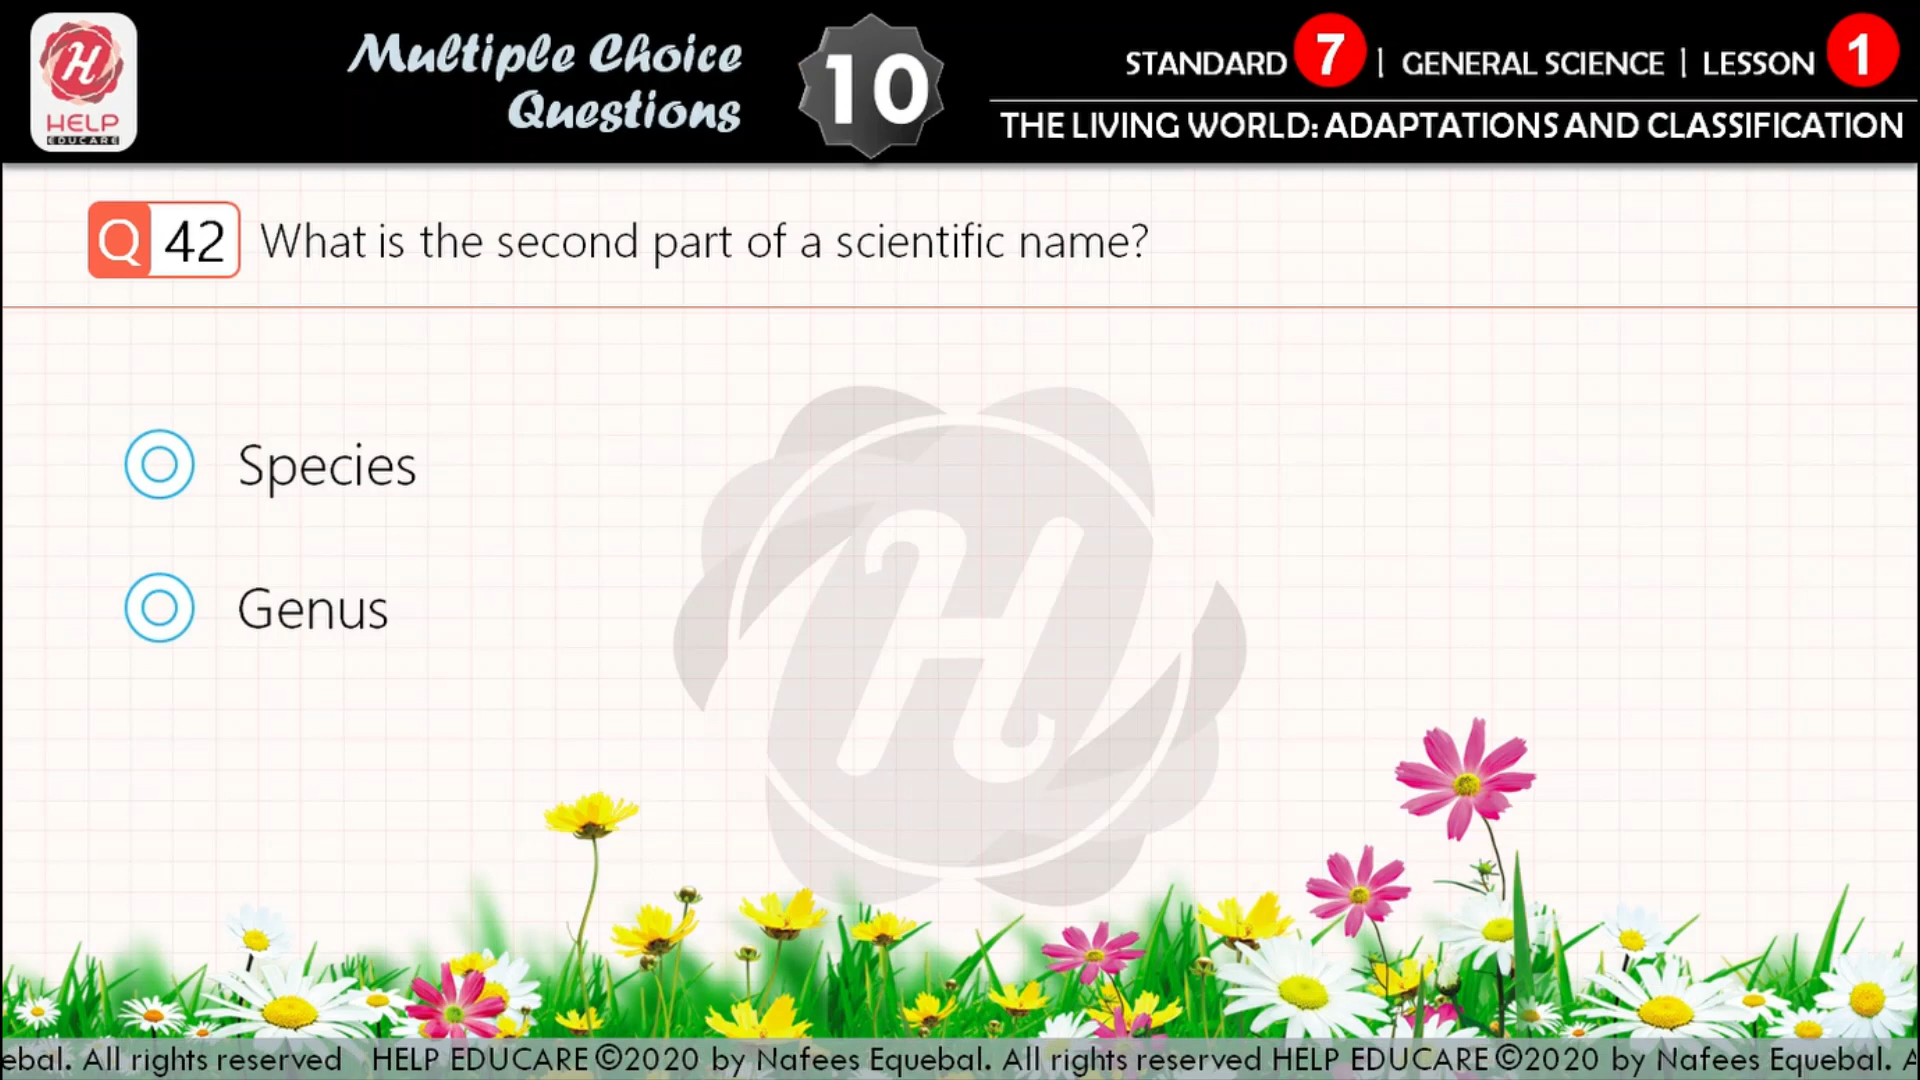 H
HELP
EDUCARE
Multiple Choice
Questions
10
STANDARD 7 | GENERAL SCIENCE | LESSON 1
THE LIVING WORLD: ADAPTATIONS AND CLASSIFICATION
Q 42 What is the second part of a scientific name?
Species
Genus
H
ebal. All rights reserved HELP EDUCARE ©2020 by Nafees Equebal. All rights reserved HELP EDUCARE ©2020 by Nafees Equebal. A